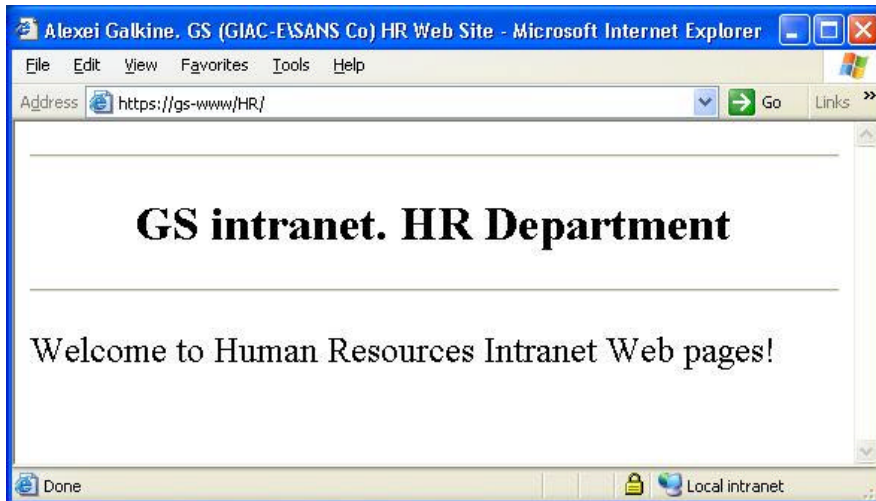 Alexei Galkine. GS (GIAC-E\SANS Co) HR Web Site - Microsoft Internet Explorer
File Edit View Favorites Tools Help
Address https://gs-www/HR/ Go Links »
GS intranet. HR Department
Welcome to Human Resources Intranet Web pages!
Done Local intranet